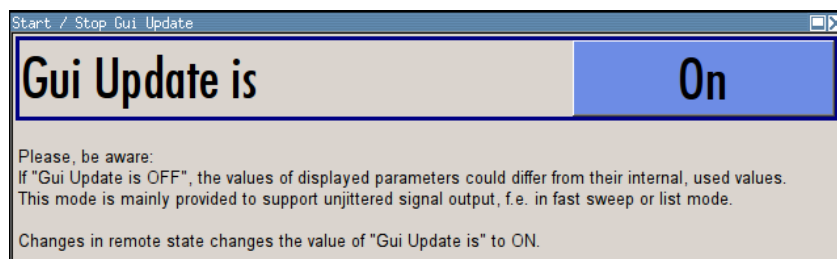 Start / Stop Gui Update
Gui Update is
On
Please, be aware:
If "Gui Update is OFF", the values of displayed parameters could differ from their internal, used values.
This mode is mainly provided to support unjittered signal output, f.e. in fast sweep or list mode.
Changes in remote state changes the value of "Gui Update is" to ON.